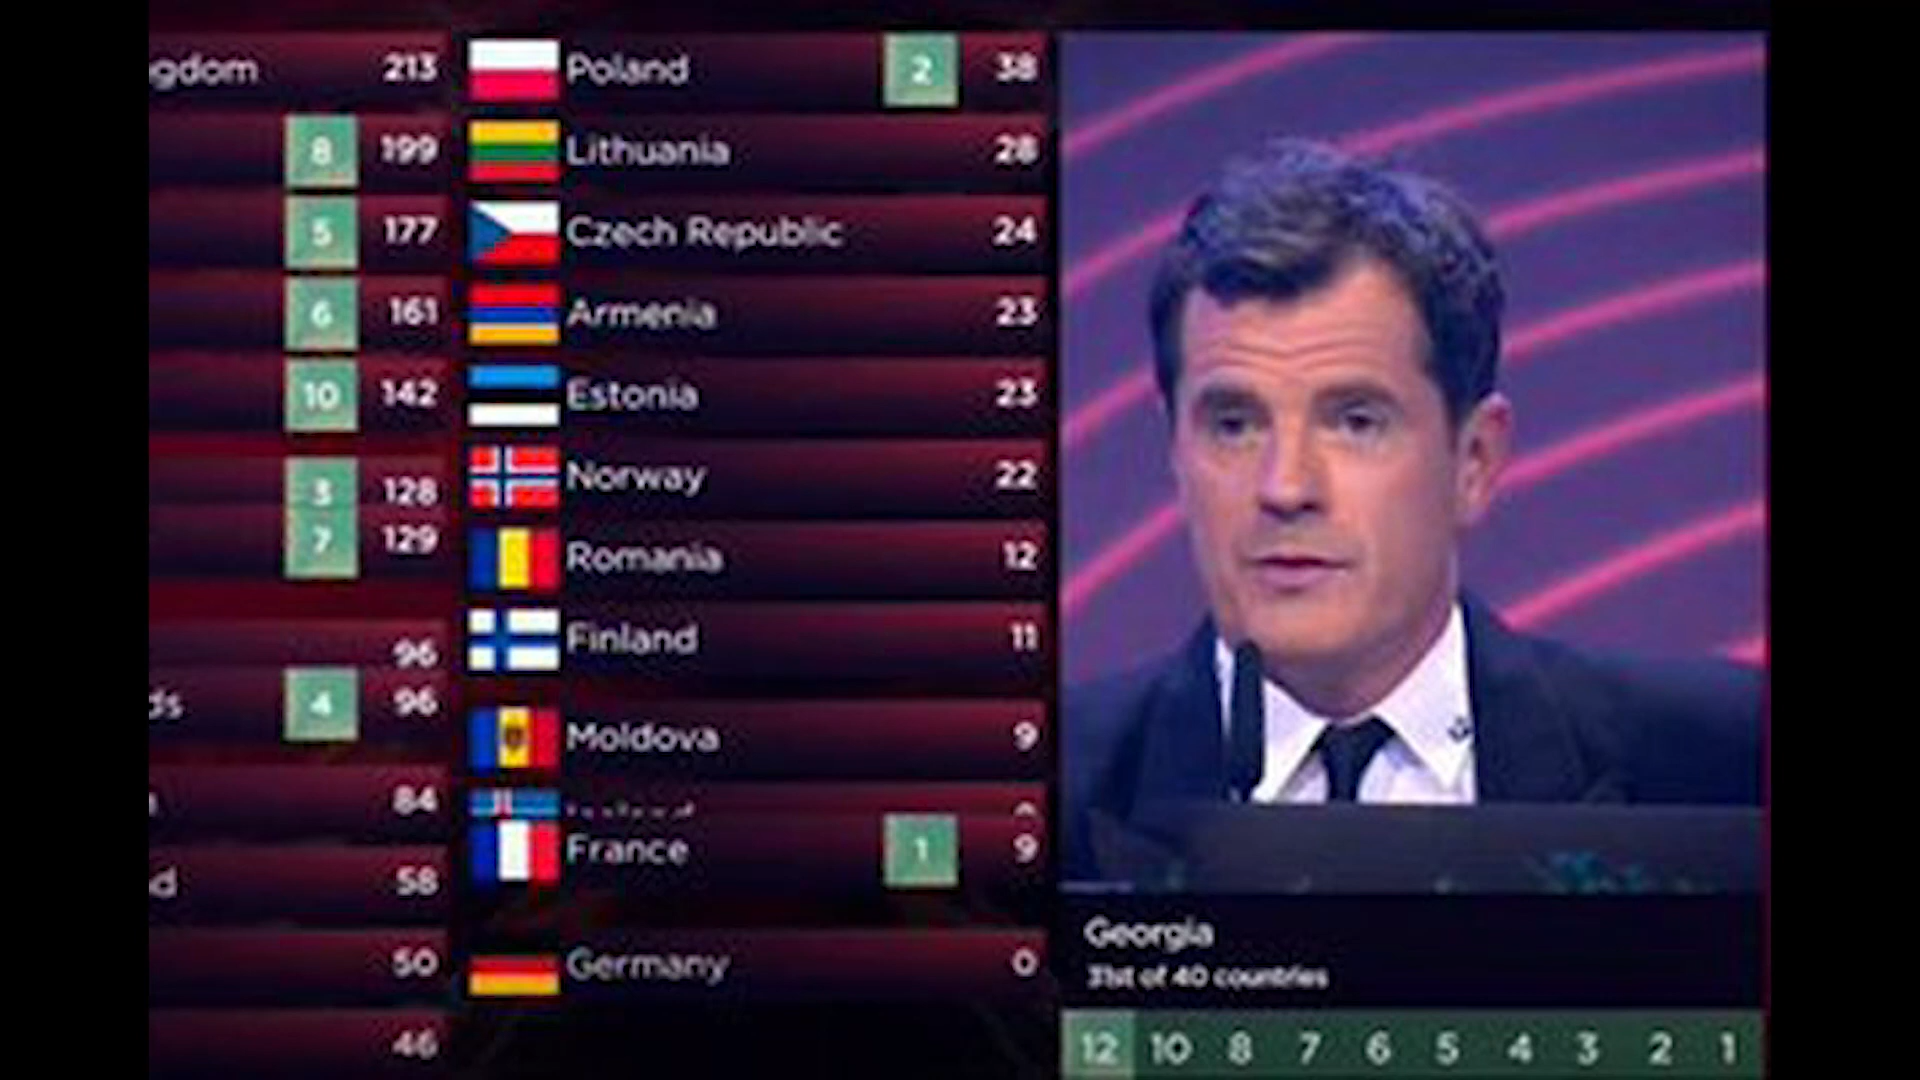 gdom 213
8 199
5 177
6 161
10 142
3 128
7 129
96
ds 4 96
84
d 58
50
46
Poland 2 38
Lithuania 28
Czech Republic 24
Armenia 23
Estonia 23
Norway 22
Romania 12
Finland 11
Moldova 9
France 1 9
Germany 0
Georgia
31st of 40 countries
12 10 8 7 6 5 4 3 2 1